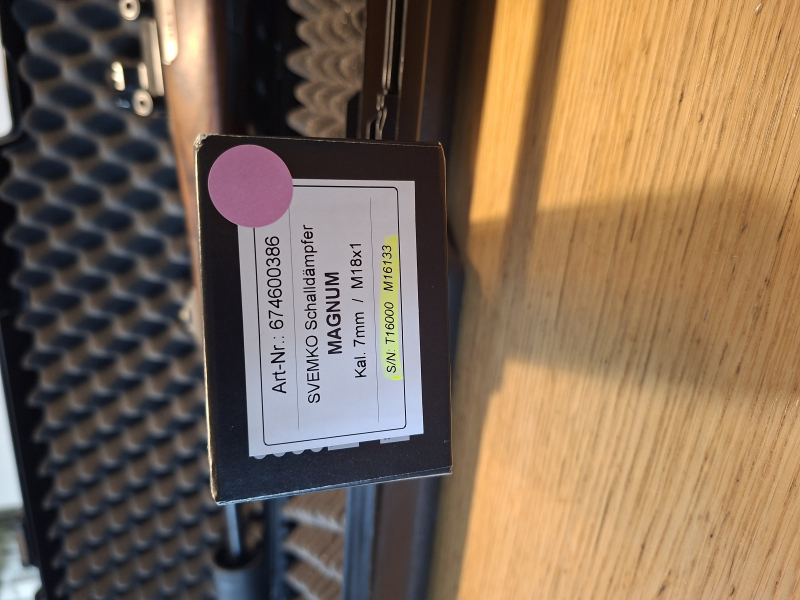 Art-Nr.: 674600386
SVEMKO Schalldämpfer
MAGNUM
Kal. 7mm / M18x1
S/N: T16000 M16133